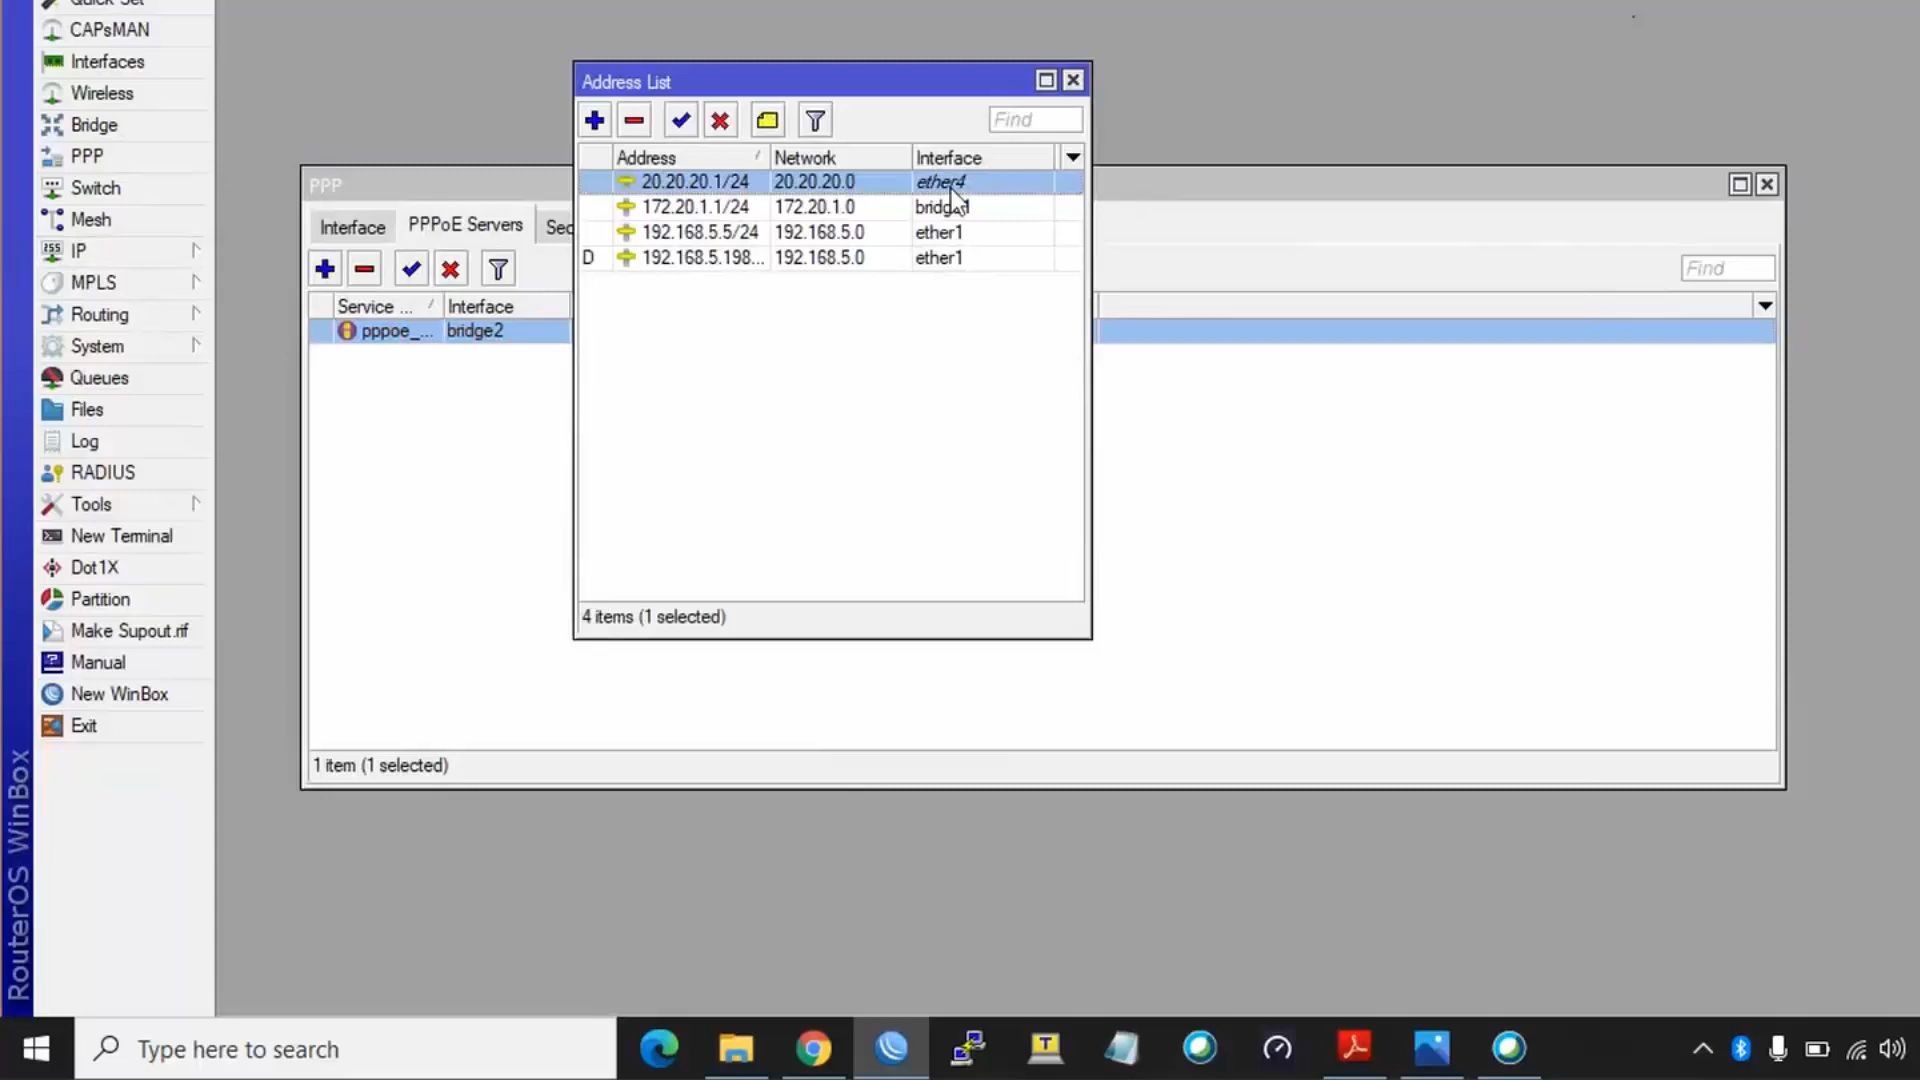 Quick Set
CAPsMAN
Interfaces
Wireless
Bridge
PPP
Switch
Mesh
IP
MPLS
Routing
System
Queues
Files
Log
RADIUS
Tools
New Terminal
Dot1X
Partition
Make Supout.rif
Manual
New WinBox
Exit
RouterOS WinBox
Address List
Find
Address Network Interface
20.20.20.1/24 20.20.20.0 ether4
172.20.1.1/24 172.20.1.0 bridge1
192.168.5.5/24 192.168.5.0 ether1
D 192.168.5.198... 192.168.5.0 ether1
4 items (1 selected)
PPP
Interface PPPoE Servers Sec
Find
Service ... Interface
pppoe_... bridge2
1 item (1 selected)
Type here to search